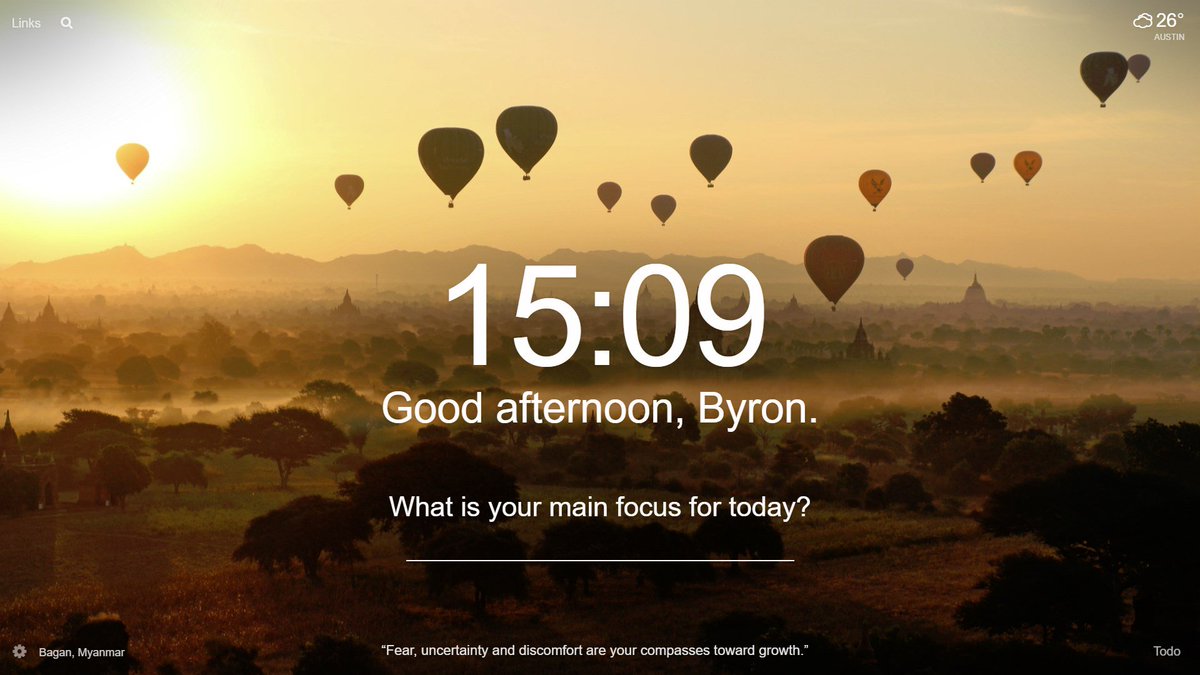 Links
26°
AUSTIN
15:09
Good afternoon, Byron.
What is your main focus for today?
Bagan, Myanmar
“Fear, uncertainty and discomfort are your compasses toward growth.”
Todo